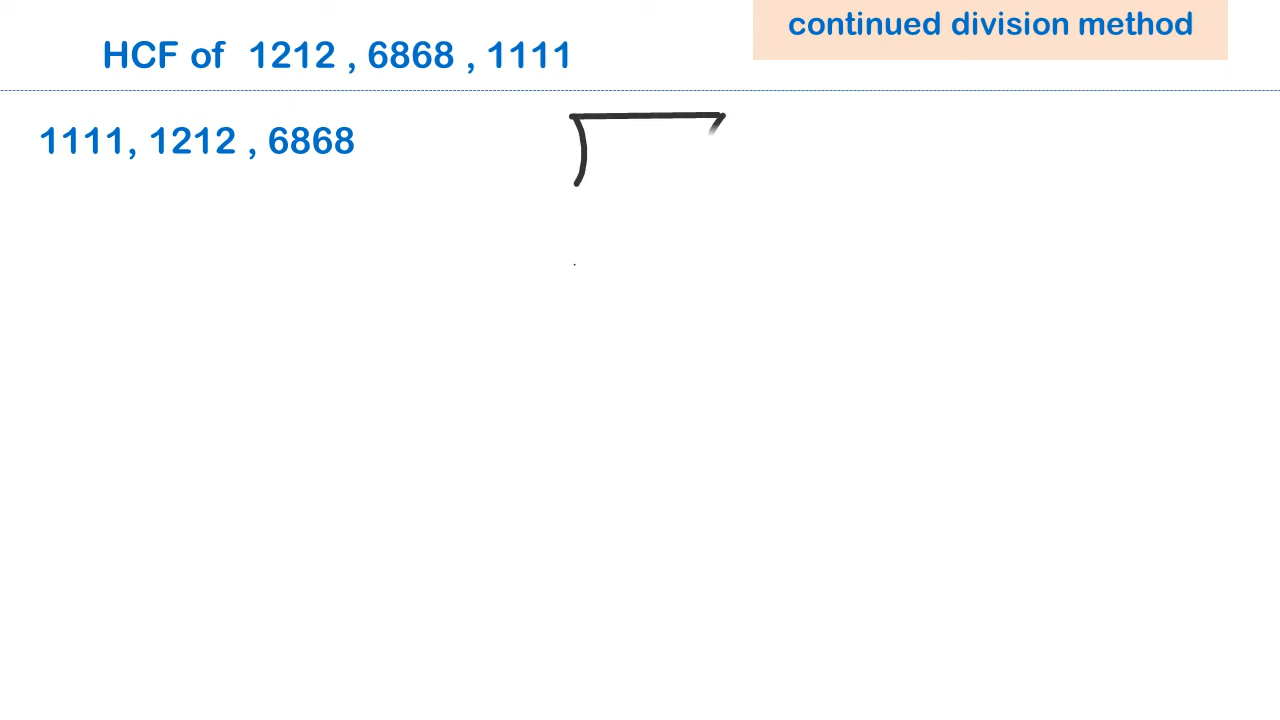 continued division method
HCF of 1212 , 6868 , 1111
1111, 1212 , 6868